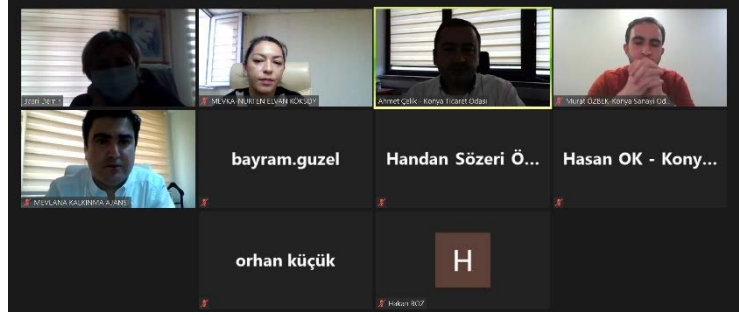 MEVKA-NURTEN ELVAN KÖKSOY
Ahmet Çelik - Konya Ticaret Odası
Murat ÖZBEK-Konya Sanayi Od...
MEVLANA KALKINMA AJANS
bayram.guzel
Handan Sözeri Ö...
Hasan OK - Kony...
orhan küçük
H
Hakan BOZ